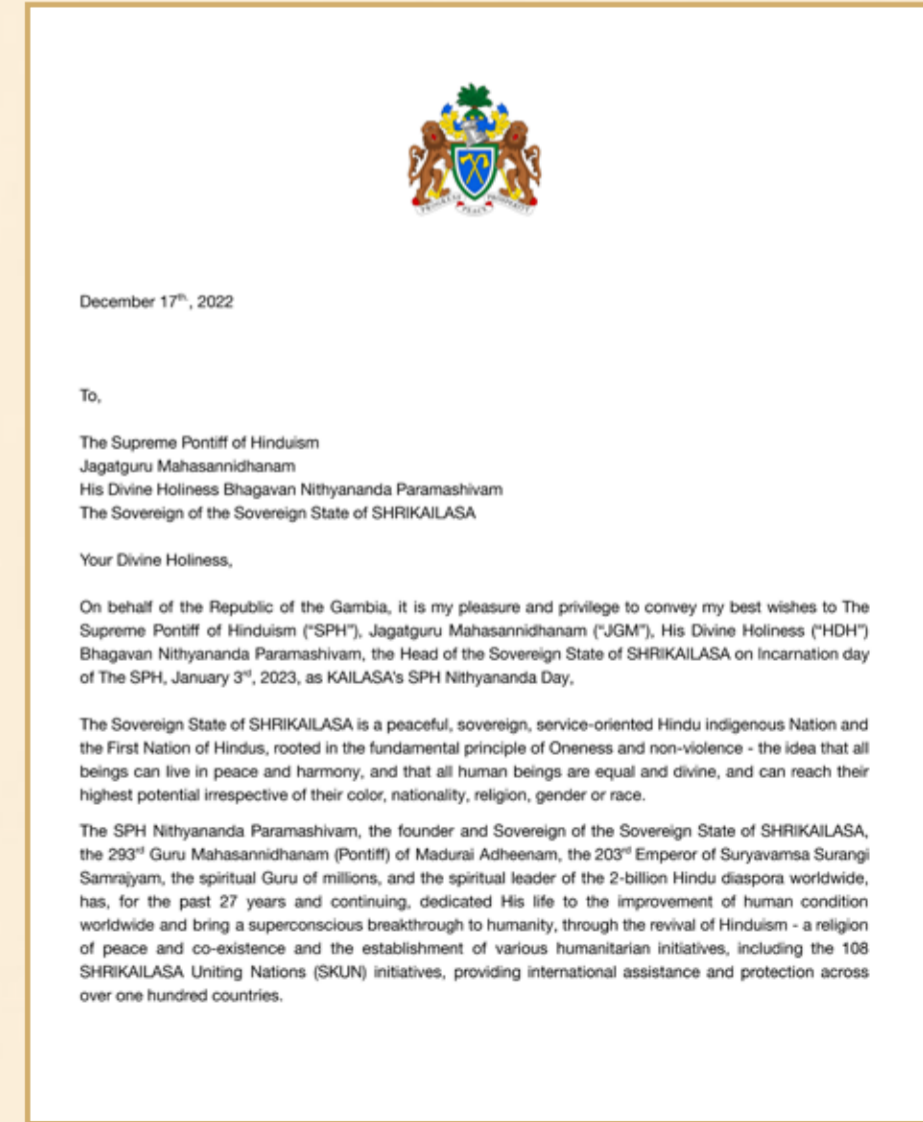 PROGRESS PEACE PROSPERITY
December 17th, 2022
To,
The Supreme Pontiff of Hinduism
Jagatguru Mahasannidhanam
His Divine Holiness Bhagavan Nithyananda Paramashivam
The Sovereign of the Sovereign State of SHRIKAILASA
Your Divine Holiness,
On behalf of the Republic of the Gambia, it is my pleasure and privilege to convey my best wishes to The
Supreme Pontiff of Hinduism (“SPH”), Jagatguru Mahasannidhanam (“JGM”), His Divine Holiness (“HDH”)
Bhagavan Nithyananda Paramashivam, the Head of the Sovereign State of SHRIKAILASA on Incarnation day
of The SPH, January 3rd, 2023, as KAILASA's SPH Nithyananda Day,
The Sovereign State of SHRIKAILASA is a peaceful, sovereign, service-oriented Hindu indigenous Nation and
the First Nation of Hindus, rooted in the fundamental principle of Oneness and non-violence - the idea that all
beings can live in peace and harmony, and that all human beings are equal and divine, and can reach their
highest potential irrespective of their color, nationality, religion, gender or race.
The SPH Nithyananda Paramashivam, the founder and Sovereign of the Sovereign State of SHRIKAILASA,
the 293rd Guru Mahasannidhanam (Pontiff) of Madurai Adheenam, the 203rd Emperor of Suryavamsa Surangi
Samrajyam, the spiritual Guru of millions, and the spiritual leader of the 2-billion Hindu diaspora worldwide,
has, for the past 27 years and continuing, dedicated His life to the improvement of human condition
worldwide and bring a superconscious breakthrough to humanity, through the revival of Hinduism - a religion
of peace and co-existence and the establishment of various humanitarian initiatives, including the 108
SHRIKAILASA Uniting Nations (SKUN) initiatives, providing international assistance and protection across
over one hundred countries.